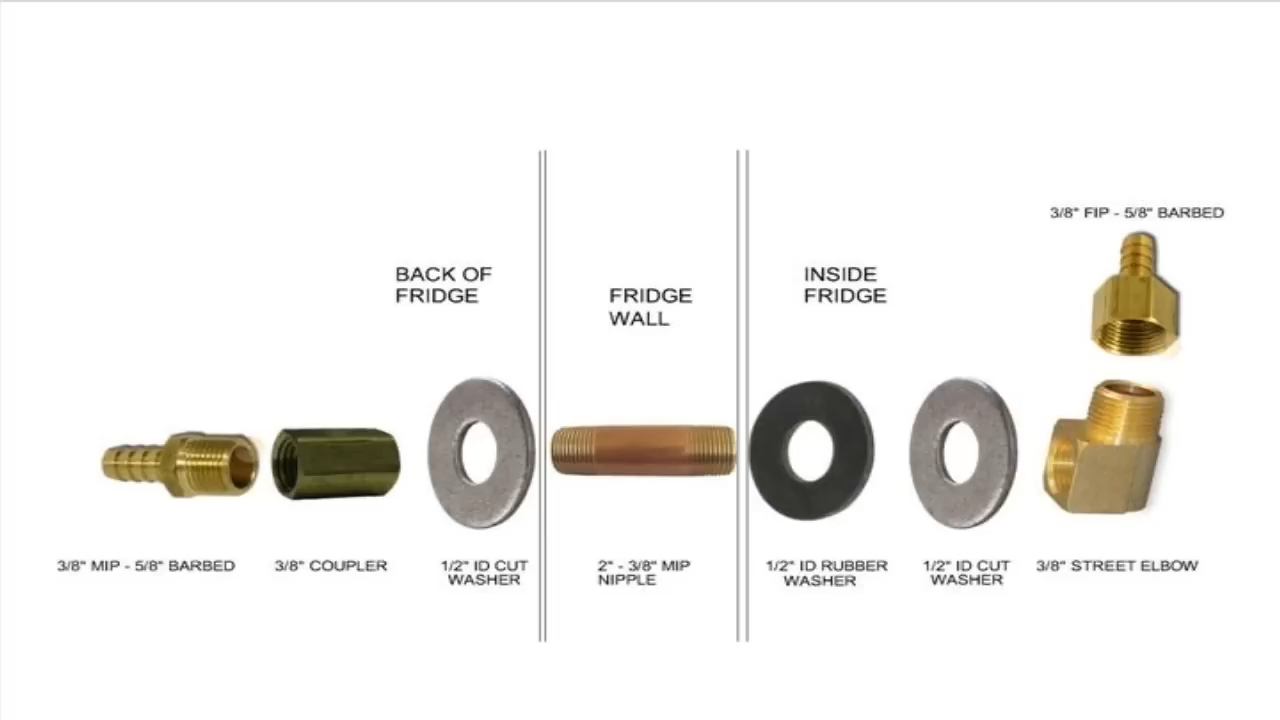 3/8" FIP - 5/8" BARBED
BACK OF
FRIDGE
FRIDGE
WALL
INSIDE
FRIDGE
3/8" MIP - 5/8" BARBED
3/8" COUPLER
1/2" ID CUT
WASHER
2" - 3/8" MIP
NIPPLE
1/2" ID RUBBER
WASHER
1/2" ID CUT
WASHER
3/8" STREET ELBOW